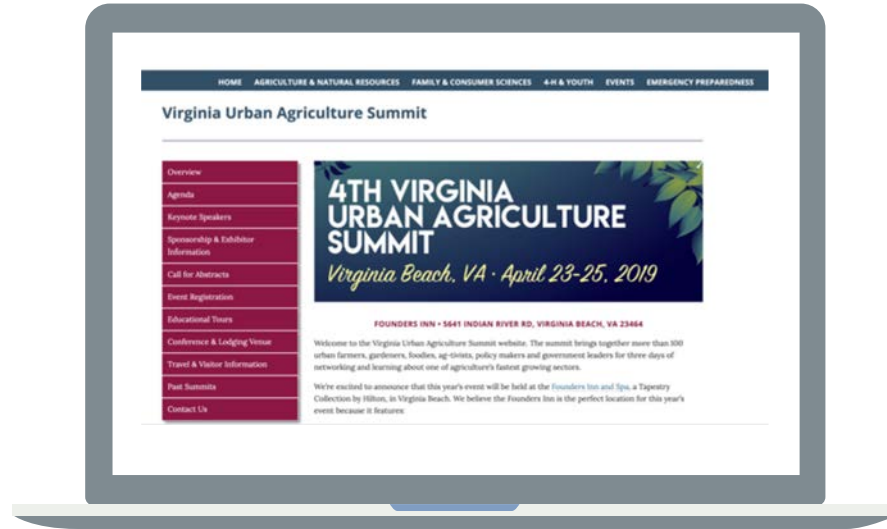 HOME AGRICULTURE & NATURAL RESOURCES FAMILY & CONSUMER SCIENCES 4-H & YOUTH EVENTS EMERGENCY PREPAREDNESS
Virginia Urban Agriculture Summit
Overview
Agenda
Keynote Speakers
Sponsorship & Exhibitor
Information
Call for Abstracts
Event Registration
Educational Tours
Conference & Lodging Venue
Travel & Visitor Information
Past Summits
Contact Us
4TH VIRGINIA
URBAN AGRICULTURE
SUMMIT
Virginia Beach, VA · April 23-25, 2019
FOUNDERS INN • 5641 INDIAN RIVER RD, VIRGINIA BEACH, VA 23464
Welcome to the Virginia Urban Agriculture Summit website. The summit brings together more than 100
urban farmers, gardeners, foodies, ag-tivists, policy makers and government leaders for three days of
networking and learning about one of agriculture's fastest growing sectors.
We're excited to announce that this year's event will be held at the Founders Inn and Spa, a Tapestry
Collection by Hilton, in Virginia Beach. We believe the Founders Inn is the perfect location for this year's
event because it features: